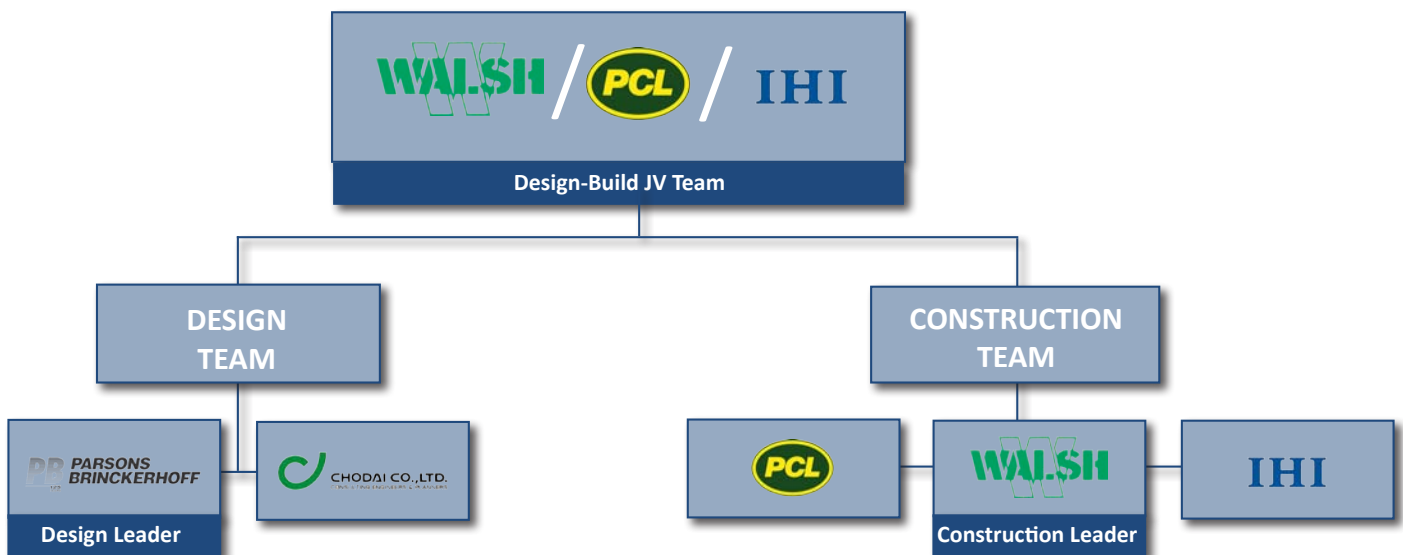 WALSH / PCL / IHI
Design-Build JV Team
DESIGN
TEAM
CONSTRUCTION
TEAM
PB PARSONS
BRINCKERHOFF
CHODAI CO.,LTD.
PCL
WALSH
IHI
Design Leader
Construction Leader